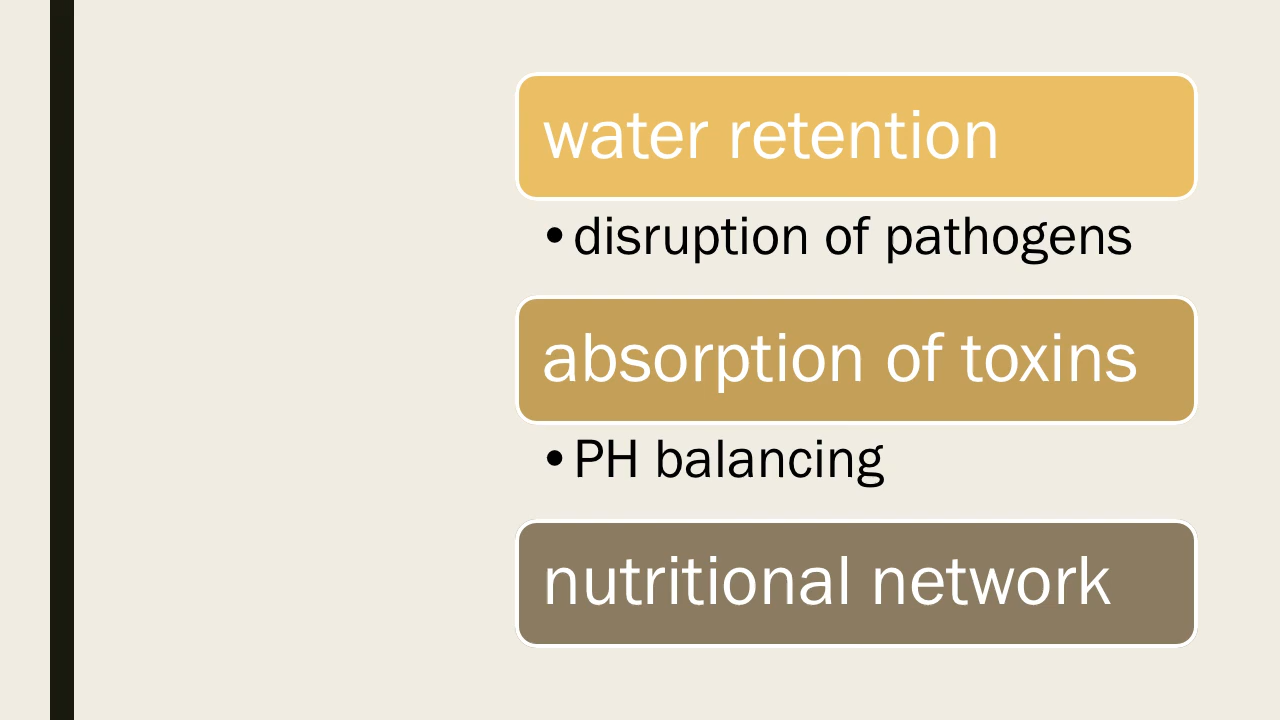 water retention
•disruption of pathogens
absorption of toxins
•PH balancing
nutritional network